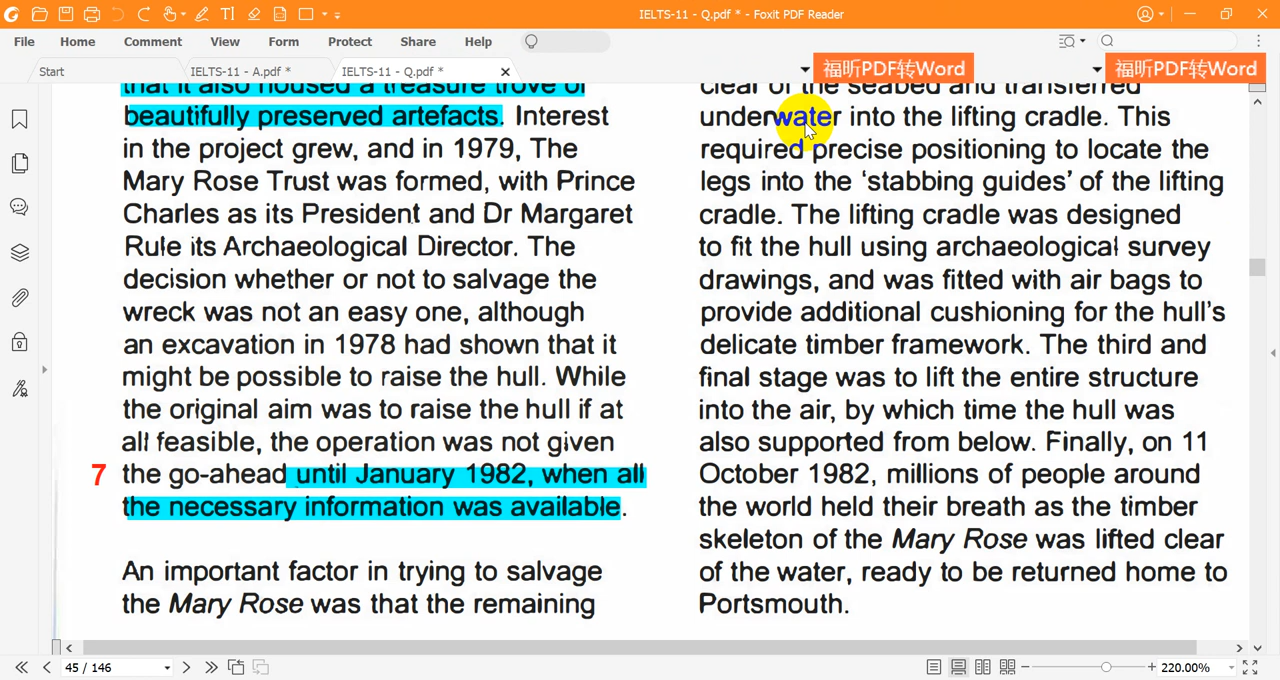 IELTS-11 - Q.pdf * - Foxit PDF Reader
File Home Comment View Form Protect Share Help
Start IELTS-11 - A.pdf * IELTS-11 - Q.pdf *
福昕PDF转Word 福昕PDF转Word
that it also housed a treasure trove of
beautifully preserved artefacts. Interest
in the project grew, and in 1979, The
Mary Rose Trust was formed, with Prince
Charles as its President and Dr Margaret
Rule its Archaeological Director. The
decision whether or not to salvage the
wreck was not an easy one, although
an excavation in 1978 had shown that it
might be possible to raise the hull. While
the original aim was to raise the hull if at
all feasible, the operation was not given
7 the go-ahead until January 1982, when all
the necessary information was available.
An important factor in trying to salvage
the Mary Rose was that the remaining
clear of the seabed and transferred
underwater into the lifting cradle. This
required precise positioning to locate the
legs into the ‘stabbing guides’ of the lifting
cradle. The lifting cradle was designed
to fit the hull using archaeological survey
drawings, and was fitted with air bags to
provide additional cushioning for the hull’s
delicate timber framework. The third and
final stage was to lift the entire structure
into the air, by which time the hull was
also supported from below. Finally, on 11
October 1982, millions of people around
the world held their breath as the timber
skeleton of the Mary Rose was lifted clear
of the water, ready to be returned home to
Portsmouth.
45 / 146
220.00%